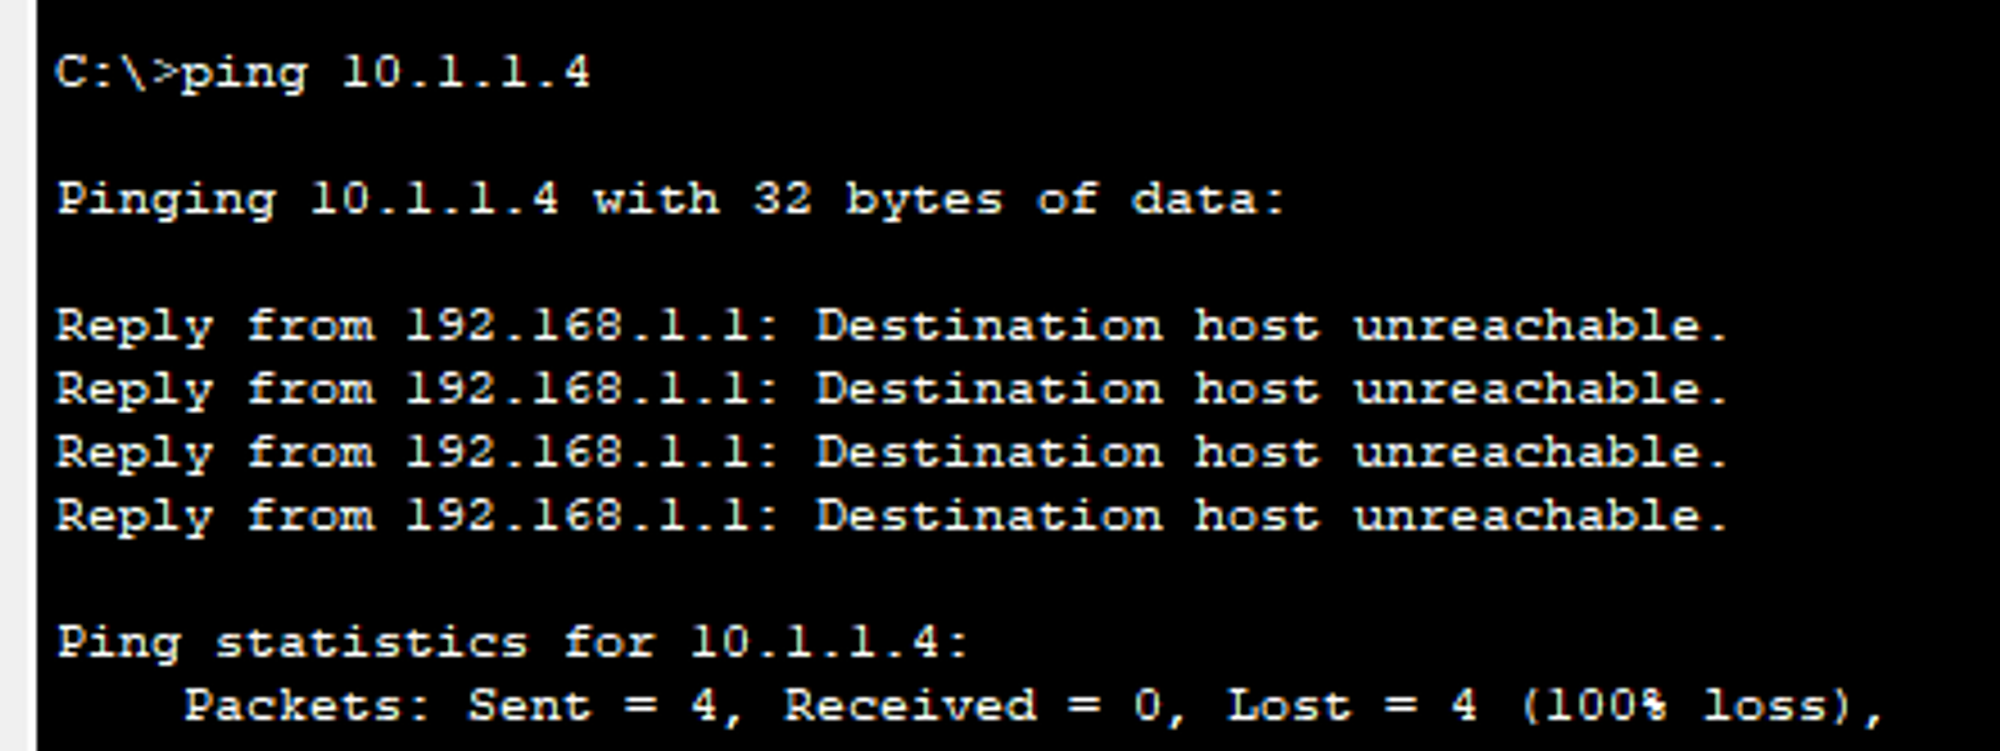 C:\>ping 10.1.1.4
Pinging 10.1.1.4 with 32 bytes of data:
Reply from 192.168.1.1: Destination host unreachable.
Reply from 192.168.1.1: Destination host unreachable.
Reply from 192.168.1.1: Destination host unreachable.
Reply from 192.168.1.1: Destination host unreachable.
Ping statistics for 10.1.1.4:
    Packets: Sent = 4, Received = 0, Lost = 4 (100% loss),